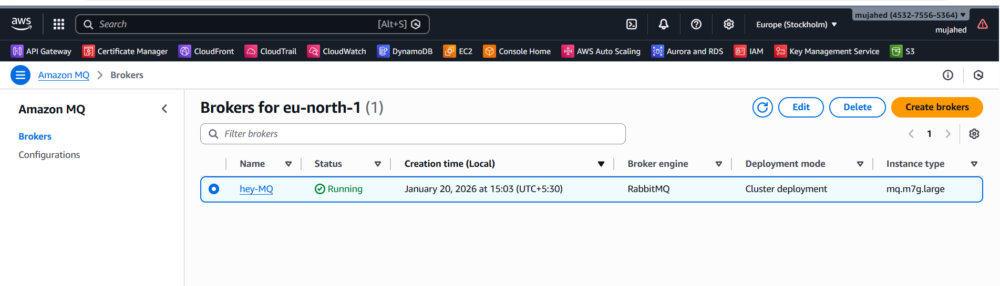 aws Search [Alt+S] Europe (Stockholm) mujahed (4532-7556-5364)
mujahed
API Gateway Certificate Manager CloudFront CloudTrail CloudWatch DynamoDB EC2 Console Home AWS Auto Scaling Aurora and RDS IAM Key Management Service S3
Amazon MQ Brokers
Amazon MQ
Brokers
Configurations
Brokers for eu-north-1 (1) Edit Delete Create brokers
Filter brokers 1
Name Status Creation time (Local) Broker engine Deployment mode Instance type
hey-MQ Running January 20, 2026 at 15:03 (UTC+5:30) RabbitMQ Cluster deployment mq.m7g.large